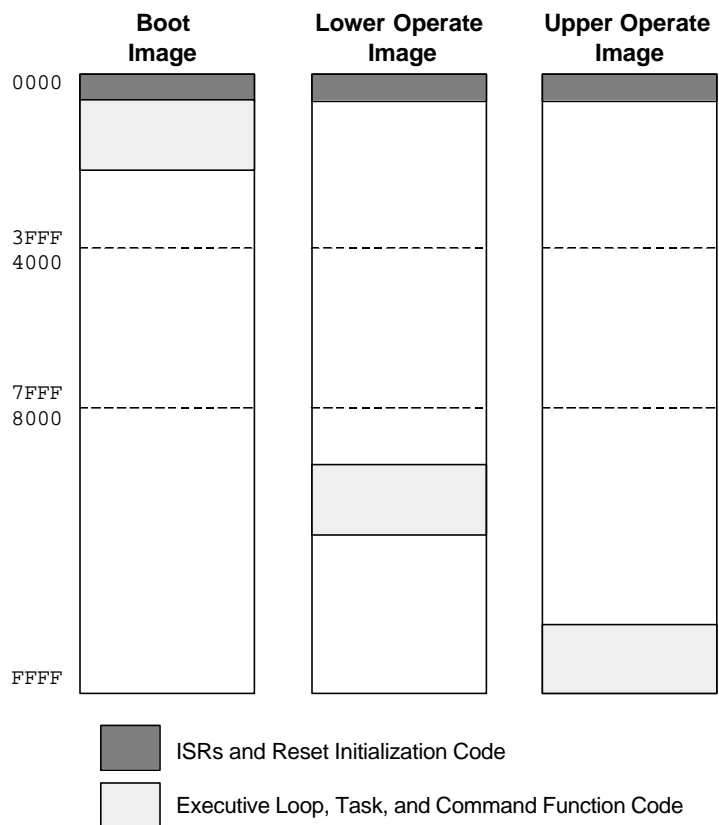 Boot
Image
Lower Operate
Image
Upper Operate
Image
0000
3FFF
4000
7FFF
8000
FFFF
ISRs and Reset Initialization Code
Executive Loop, Task, and Command Function Code